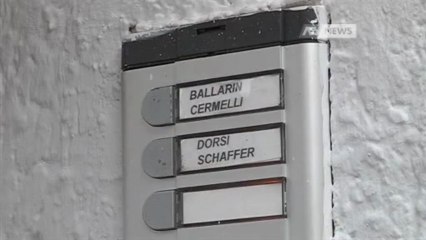 NEWS
BALLARIN
CERMELLI
DORSI
SCHAFFER